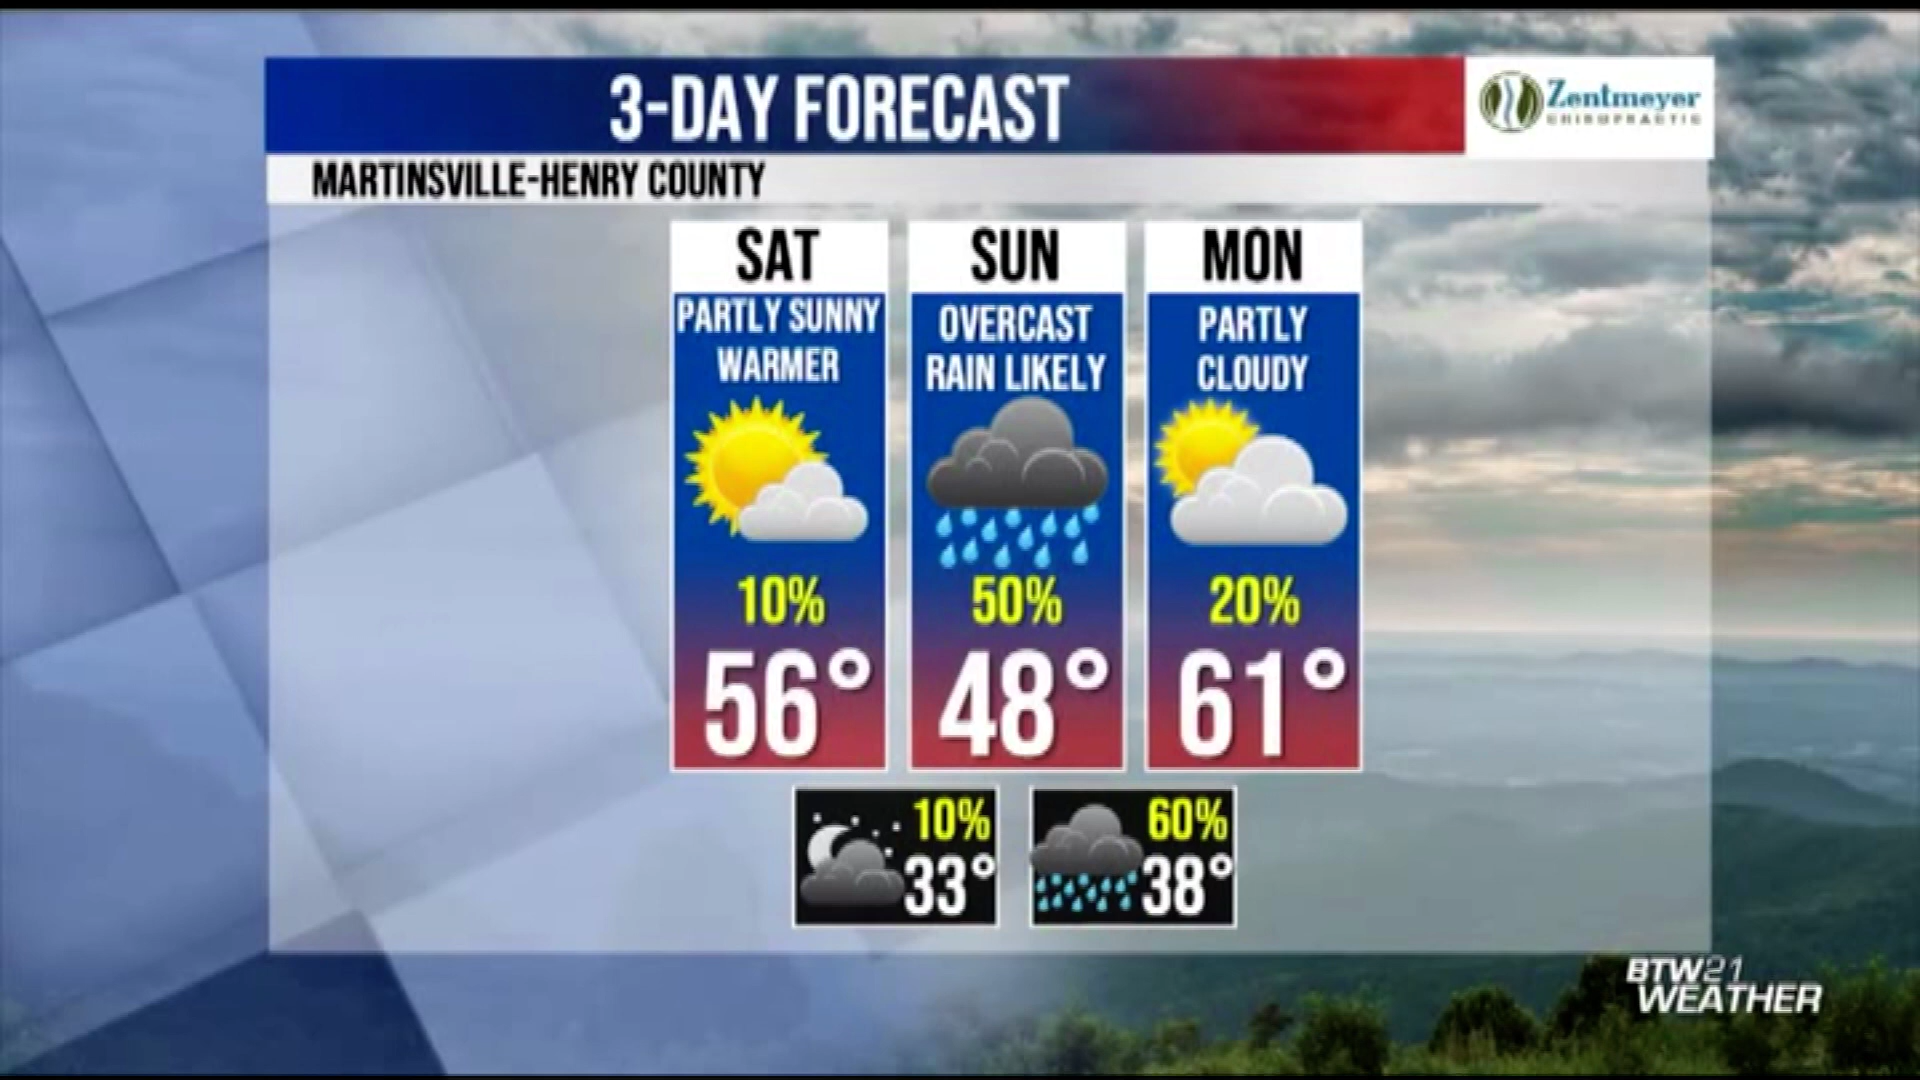 3-DAY FORECAST
Zentmeyer
CHIROPRACTIC
MARTINSVILLE-HENRY COUNTY
SAT
PARTLY SUNNY
WARMER
10%
56°
SUN
OVERCAST
RAIN LIKELY
50%
48°
MON
PARTLY
CLOUDY
20%
61°
10%
33°
60%
38°
BTW21
WEATHER